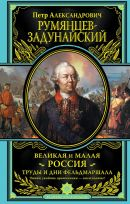 Петр Александрович
РУМЯНЦЕВ-
ЗАДУНАЙСКИЙ
ВЕЛИКАЯ и МАЛАЯ
РОССИЯ
ТРУДЫ И ДНИ ФЕЛЬДМАРШАЛА